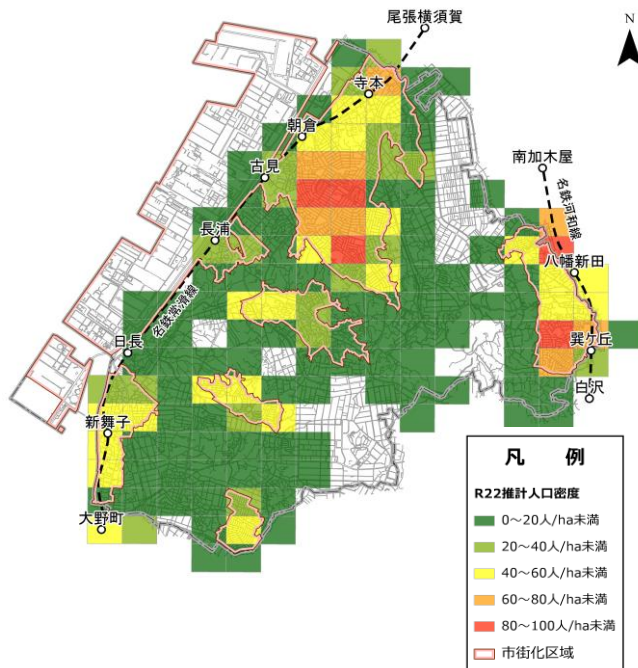 尾張横須賀
N
寺本
朝倉
古見
南加木屋
名鉄河和線
長浦
八幡新田
名鉄常滑線
日長
巽ケ丘
白沢
新舞子
大野町
凡 例
R22推計人口密度
0～20人/ha未満
20～40人/ha未満
40～60人/ha未満
60～80人/ha未満
80～100人/ha未満
市街化区域